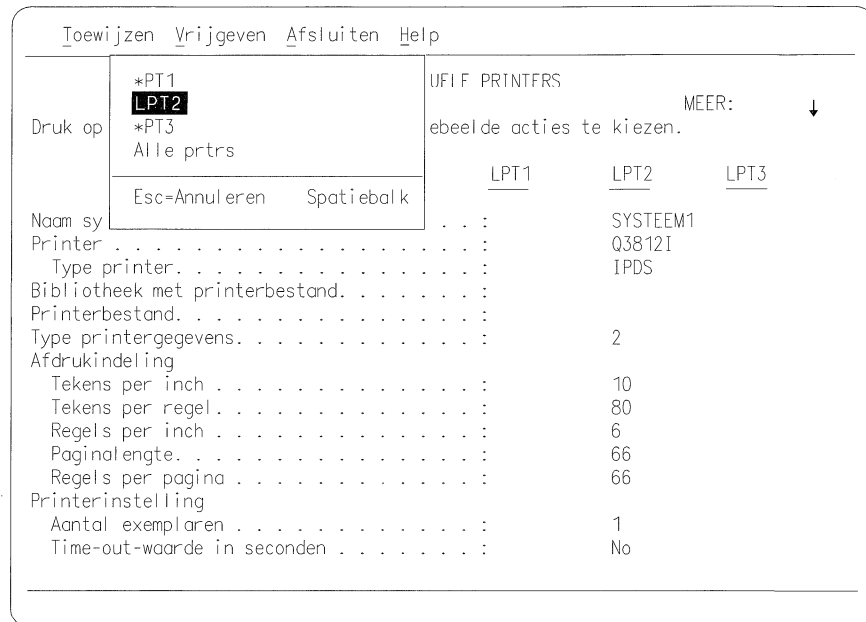 Toewijzen Vrijgeven Afsluiten Help
*PT1
LPT2
*PT3
Alle prtrs
Esc=Annuleren Spatiebalk
UELE PRINTERS
MEER: ↓
Druk op ebeelde acties te kiezen.
LPT1 LPT2 LPT3
Naam sy . . : SYSTEEM1
Printer . . . . . . . . . . . . . . . . . . : Q3812I
Type printer. . . . . . . . . . . . . . . : IPDS
Bibliotheek met printerbestand. . . . . . . :
Printerbestand. . . . . . . . . . . . . . . :
Type printergegevens. . . . . . . . . . . . : 2
Afdrukindeling
Tekens per inch . . . . . . . . . . . . . : 10
Tekens per regel. . . . . . . . . . . . . : 80
Regels per inch . . . . . . . . . . . . . : 6
Paginalengte. . . . . . . . . . . . . . . : 66
Regels per pagina . . . . . . . . . . . . : 66
Printerinstelling
Aantal exemplaren . . . . . . . . . . . . : 1
Time-out-waarde in seconden . . . . . . . : No